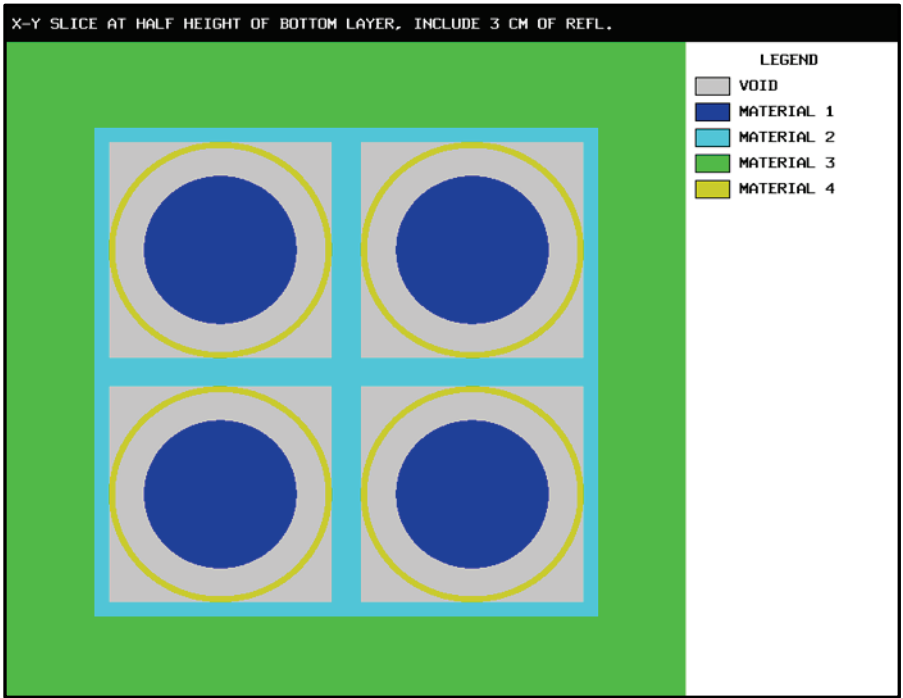 X-Y SLICE AT HALF HEIGHT OF BOTTOM LAYER, INCLUDE 3 CM OF REFL.
LEGEND
VOID
MATERIAL 1
MATERIAL 2
MATERIAL 3
MATERIAL 4